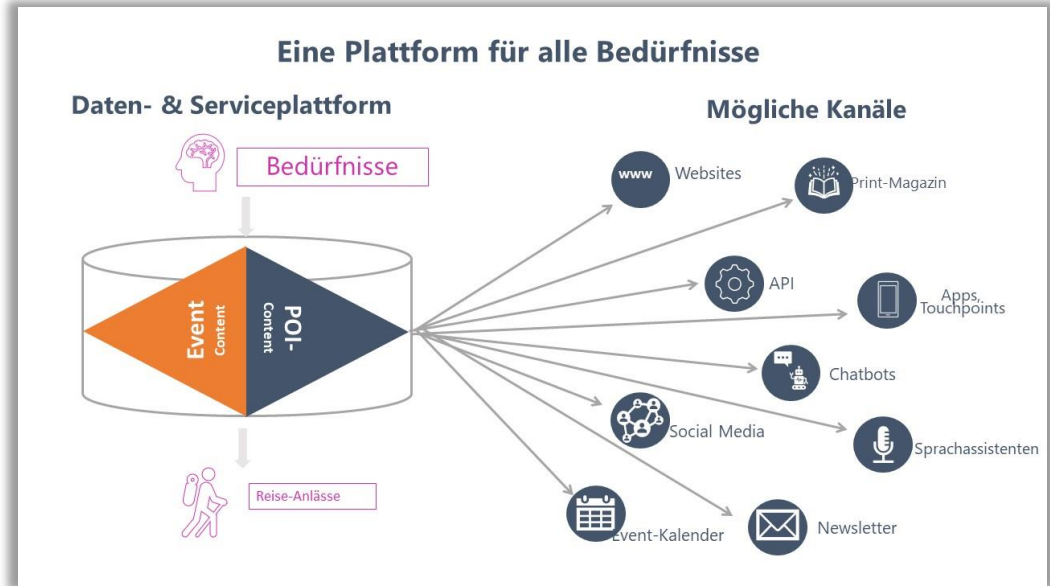 Eine Plattform für alle Bedürfnisse
Daten- & Serviceplattform
Bedürfnisse
Event
Content
POI-
Content
Reise-Anlässe
Mögliche Kanäle
www
Websites
Print-Magazin
API
Apps,
Touchpoints
Chatbots
Social Media
Sprachassistenten
Event-Kalender
Newsletter